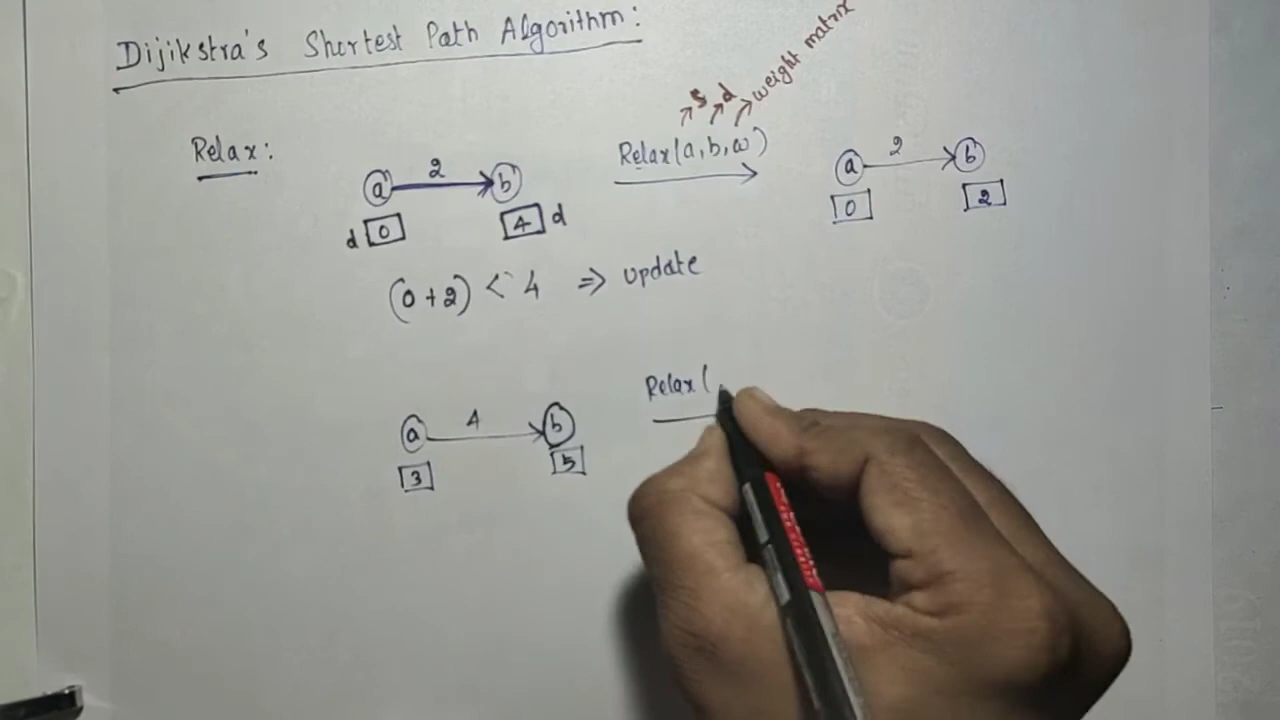 Dijikstra's Shortest Path Algorithm:
s d weight matrix
Relax:
a 2 b
Relax(a,b,w)
a 2 b
d 0 4 d
0 2
(0+2) < 4 ⇒ update
Relax (
a 4 b
3 5